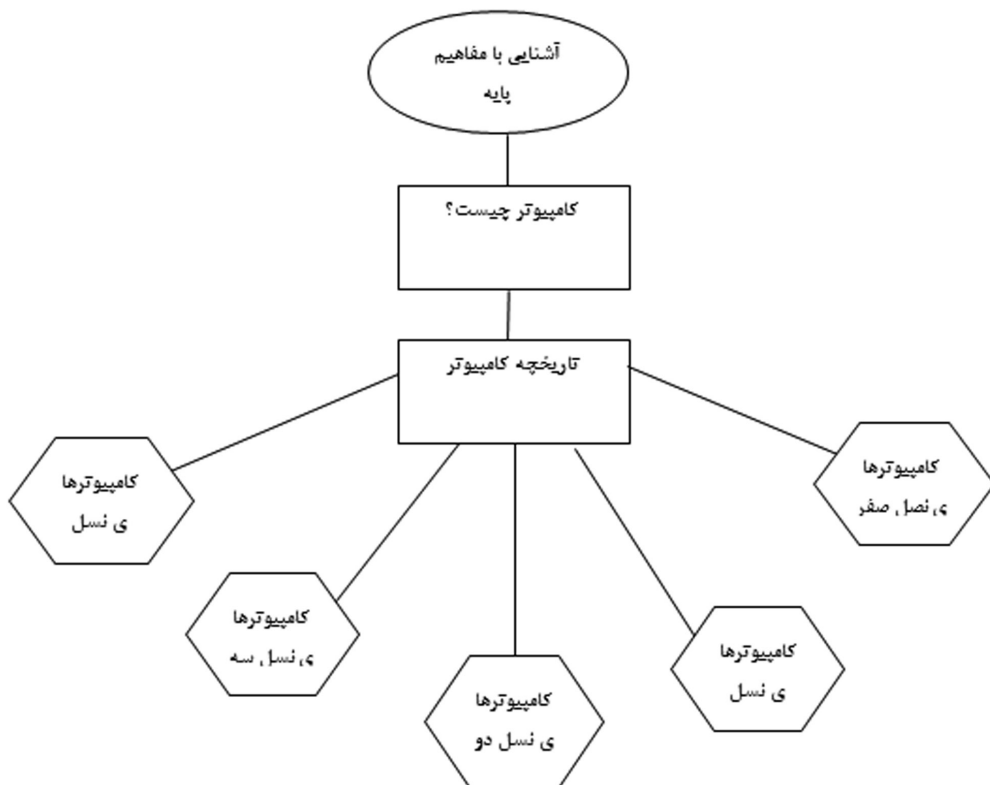 آشنایی با مفاهیم
پایه
کامپیوتر چیست؟
تاریخچه کامپیوتر
کامپیوترها
ی نصل صفر
کامپیوترها
ی نسل
کامپیوترها
ی نسل دو
کامپیوترها
ی نسل سه
کامپیوترها
ی نسل